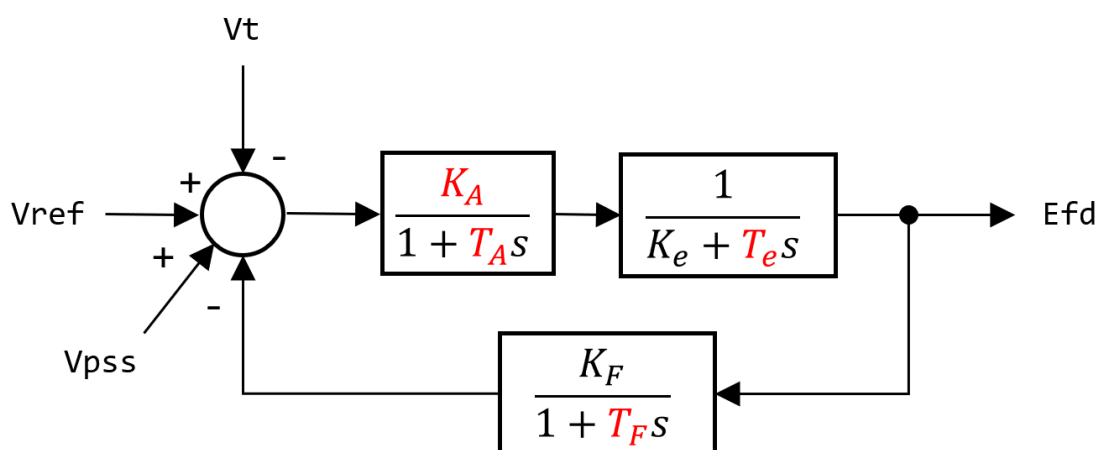 Vt
-
+
Vref
K_A
1 + T_A s
1
K_e + T_e s
Efd
+
-
Vpss
K_F
1 + T_F s